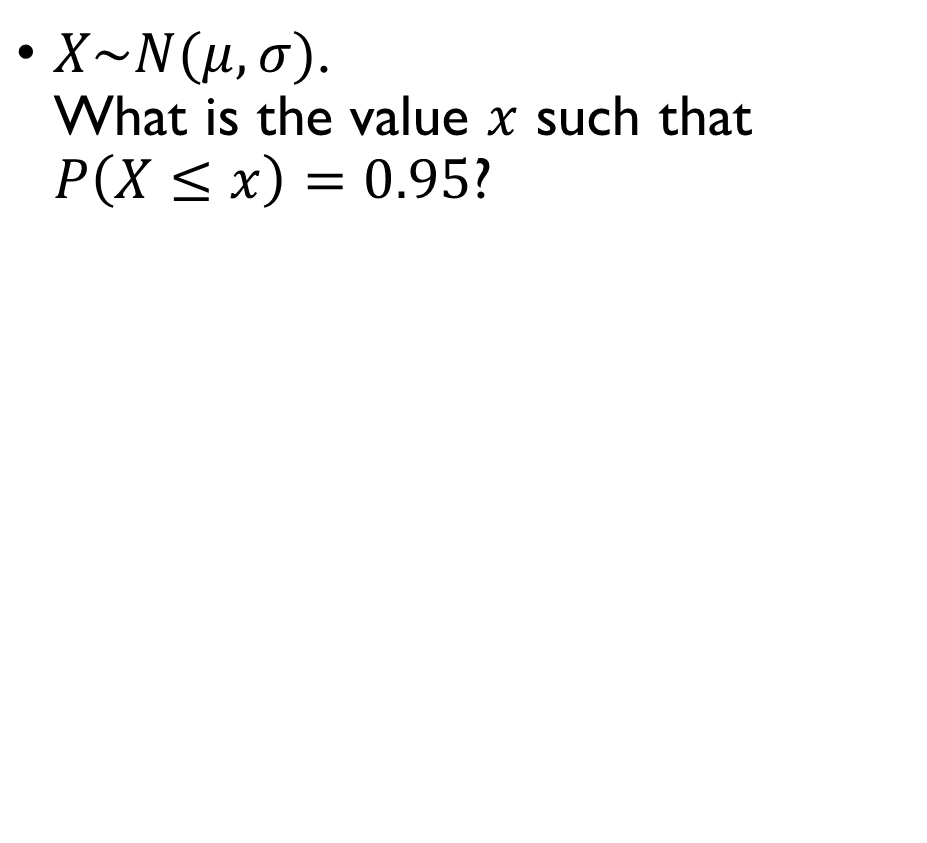 • X~N(μ, σ).
What is the value x such that
P(X ≤ x) = 0.95?